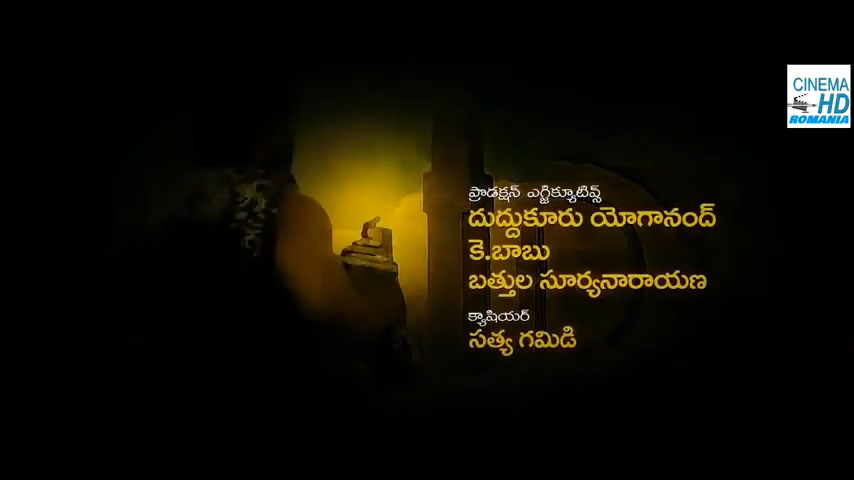 CINEMA
HD
ROMANIA
ప్రొడక్షన్ ఎగ్జిక్యూటివ్స్
దుద్దుకూరు యోగానంద్
కె.బాబు
బత్తుల సూర్యనారాయణ
క్యాషియర్
సత్య గమిడి